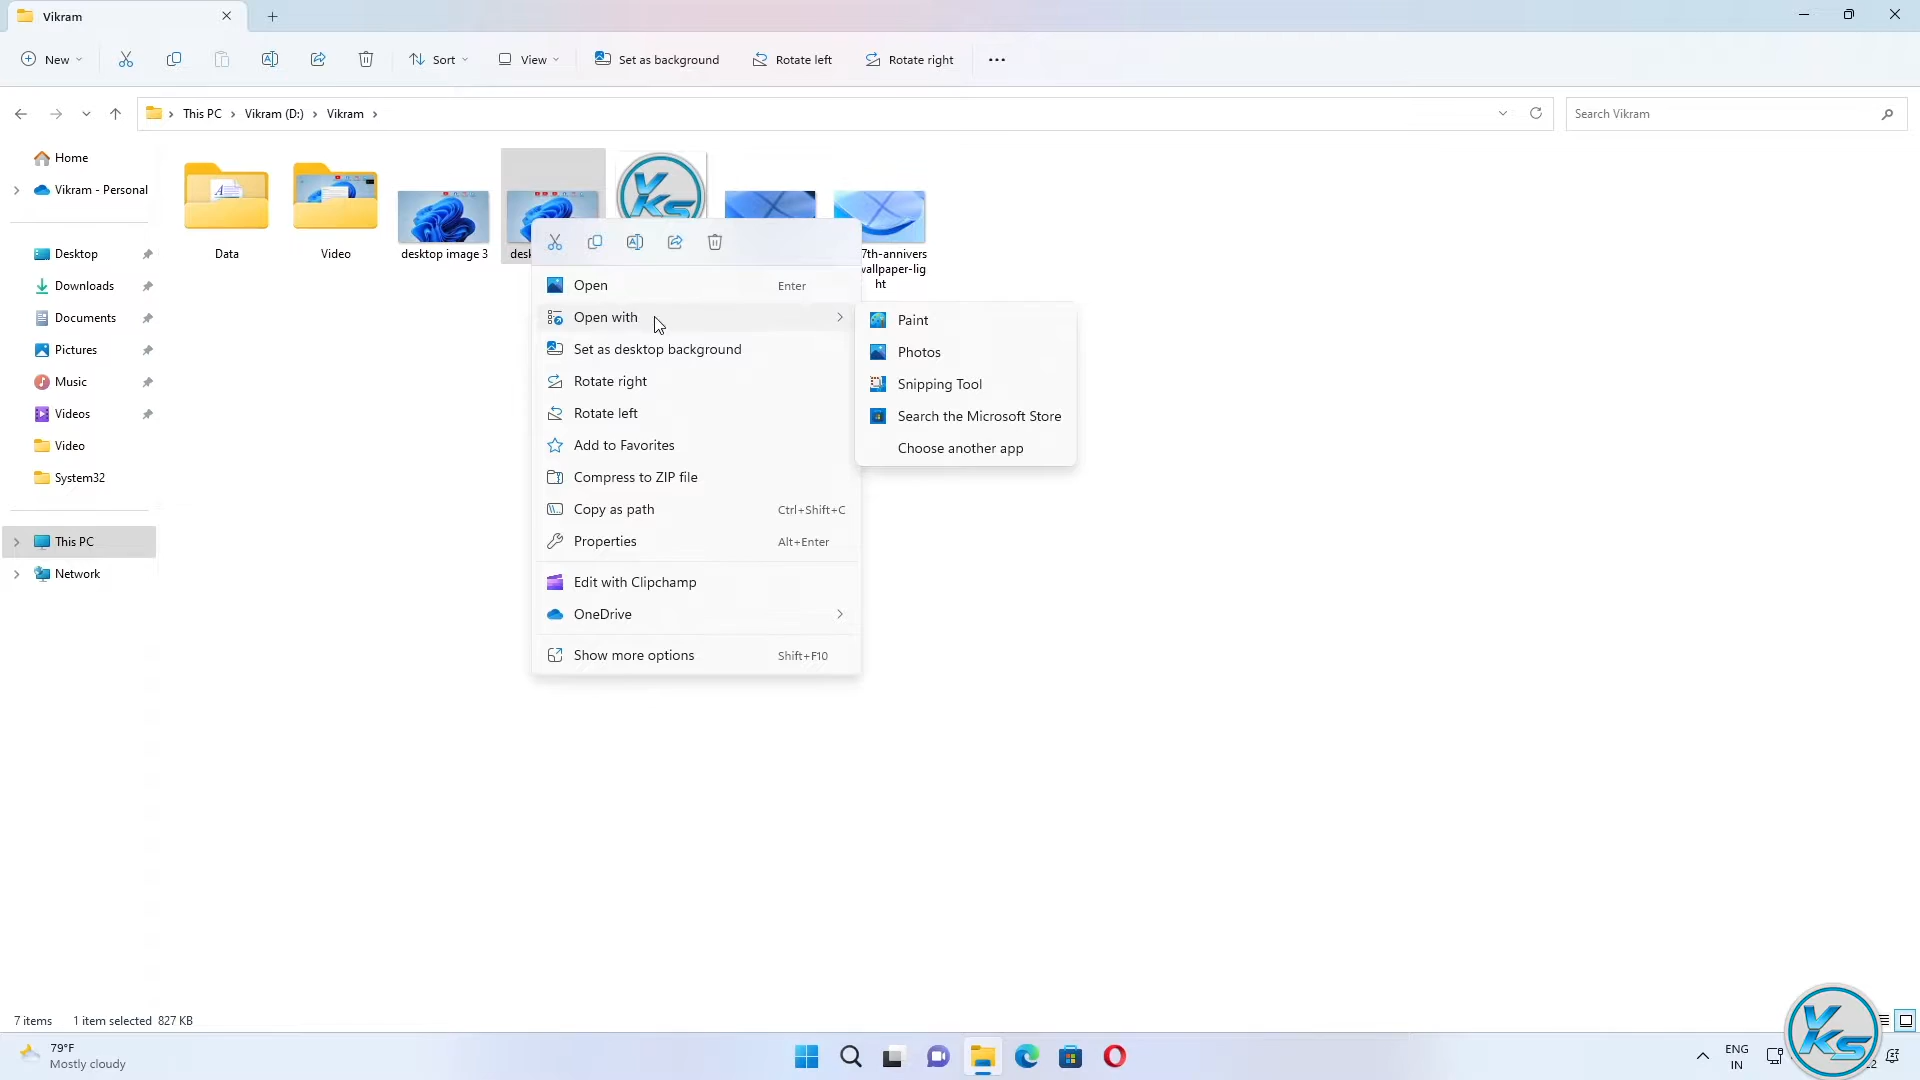 Vikram
New
Sort
View
Set as background
Rotate left
Rotate right
This PC
Vikram (D:)
Vikram
Search Vikram
Home
Vikram - Personal
Desktop
Downloads
Documents
Pictures
Music
Videos
Video
System32
This PC
Network
Data
Video
desktop image 3
desk
7th-annivers
wallpaper-lig
ht
Open Enter
Open with
Set as desktop background
Rotate right
Rotate left
Add to Favorites
Compress to ZIP file
Copy as path Ctrl+Shift+C
Properties Alt+Enter
Edit with Clipchamp
OneDrive
Show more options Shift+F10
Paint
Photos
Snipping Tool
Search the Microsoft Store
Choose another app
7 items 1 item selected 827 KB
79°F
Mostly cloudy
ENG
IN
VKS